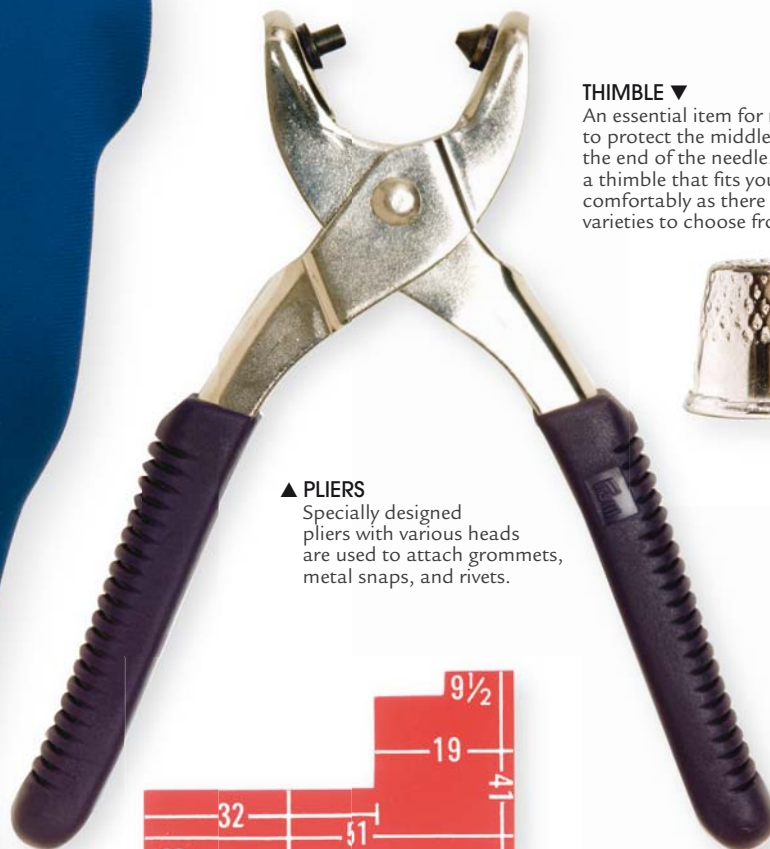 THIMBLE ▼
An essential item for
to protect the middle
the end of the needle
a thimble that fits
comfortably as there
varieties to choose
▲ PLIERS
Specially designed
pliers with various heads
are used to attach grommets,
metal snaps, and rivets.
9½
19
41
32
51